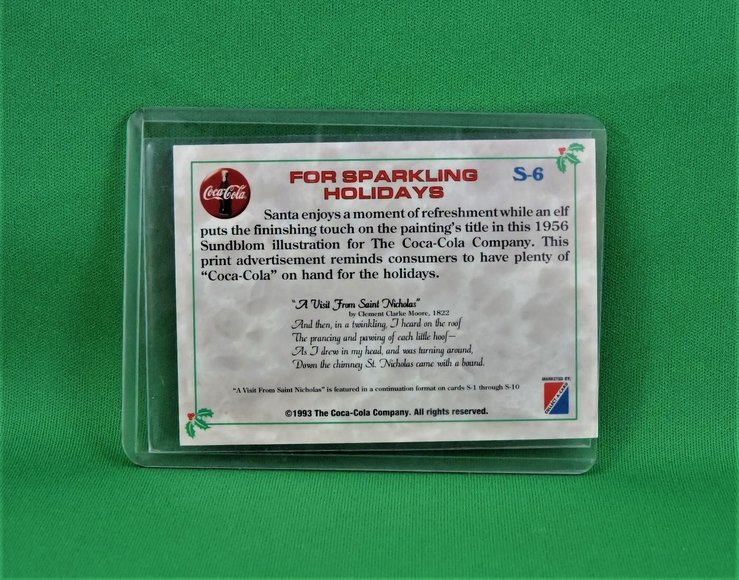 Coca-Cola
FOR SPARKLING
HOLIDAYS
S-6
Santa enjoys a moment of refreshment while an elf
puts the fininshing touch on the painting's title in this 1956
Sundblom illustration for The Coca-Cola Company. This
print advertisement reminds consumers to have plenty of
"Coca-Cola" on hand for the holidays.
"A Visit From Saint Nicholas"
by Clement Clarke Moore, 1822
And then, in a twinkling, I heard on the roof
The prancing and pawing of each little hoof—
As I drew in my head, and was turning around,
Down the chimney St. Nicholas came with a bound.
MARKETED BY:
"A Visit From Saint Nicholas" is featured in a continuation format on cards S-1 through S-10
©1993 The Coca-Cola Company. All rights reserved.